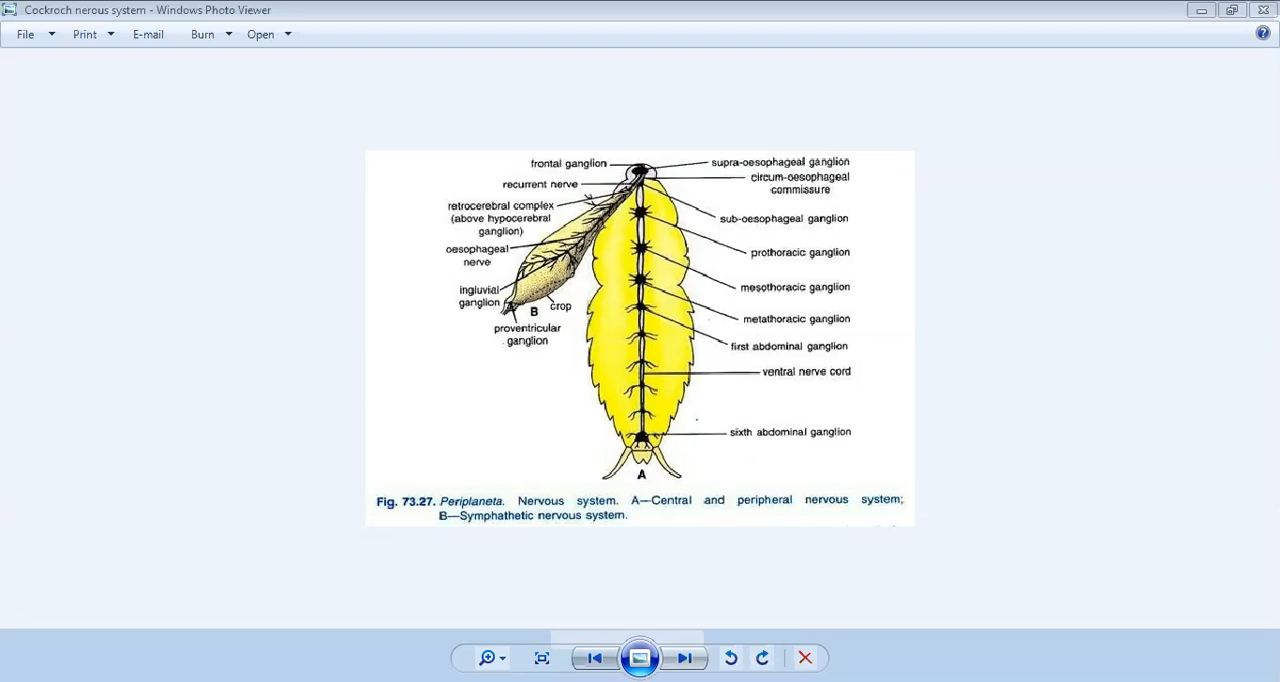 Cockroch nerous system - Windows Photo Viewer
File Print E-mail Burn Open
frontal ganglion
recurrent nerve
retrocerebral complex
(above hypocerebral
ganglion)
oesophageal
nerve
ingluvial
ganglion
B
crop
proventricular
ganglion
supra-oesophageal ganglion
circum-oesophageal
commissure
sub-oesophageal ganglion
prothoracic ganglion
mesothoracic ganglion
metathoracic ganglion
first abdominal ganglion
ventral nerve cord
sixth abdominal ganglion
A
Fig. 73.27. Periplaneta. Nervous system. A—Central and peripheral nervous system;
B—Symphathetic nervous system.